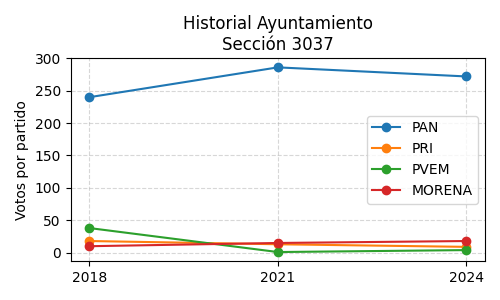 Historial Ayuntamiento
Sección 3037
Votos por partido
300
250
200
150
100
50
0
2018
2021
2024
PAN
PRI
PVEM
MORENA